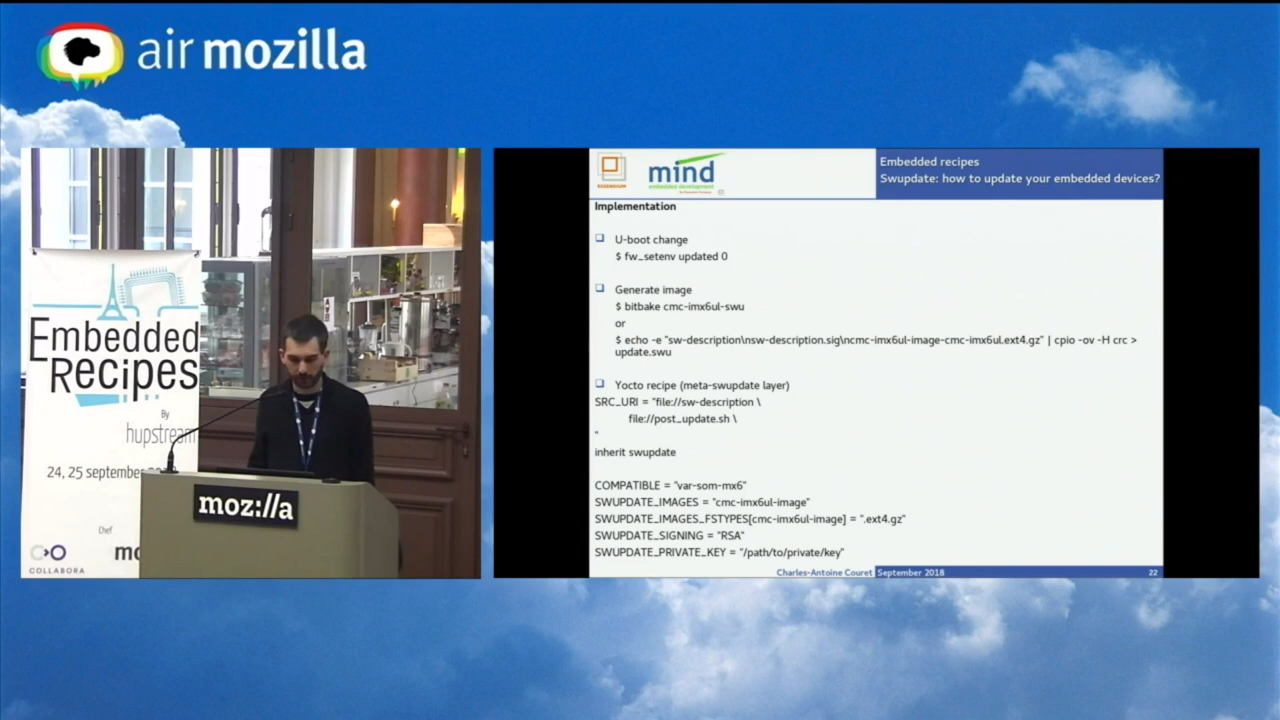 air mozilla
Embedded
Recipes
By
hupstream
24, 25 september
Chef
COLLABORA
moz://a
ESSENSIUM
mind
embedded development
Embedded recipes
Swupdate: how to update your embedded devices?
Implementation
U-boot change
$ fw_setenv updated 0
Generate image
$ bitbake cmc-imx6ul-swu
or
$ echo -e "sw-description\nsw-description.sig\ncmc-imx6ul-image-cmc-imx6ul.ext4.gz" | cpio -ov -H crc >
update.swu
Yocto recipe (meta-swupdate layer)
SRC_URI = "file://sw-description \
file://post_update.sh \
"
inherit swupdate
COMPATIBLE = "var-som-mx6"
SWUPDATE_IMAGES = "cmc-imx6ul-image"
SWUPDATE_IMAGES_FSTYPES[cmc-imx6ul-image] = ".ext4.gz"
SWUPDATE_SIGNING = "RSA"
SWUPDATE_PRIVATE_KEY = "/path/to/private/key"
Charles-Antoine Couret September 2018 22